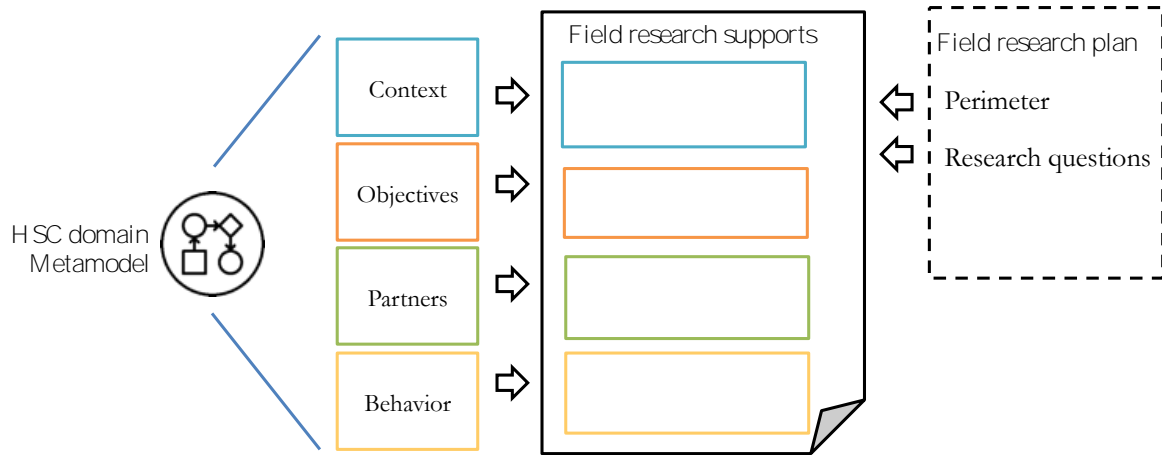 HSC domain
Metamodel
Context
Objectives
Partners
Behavior
Field research supports
Field research plan
Perimeter
Research questions